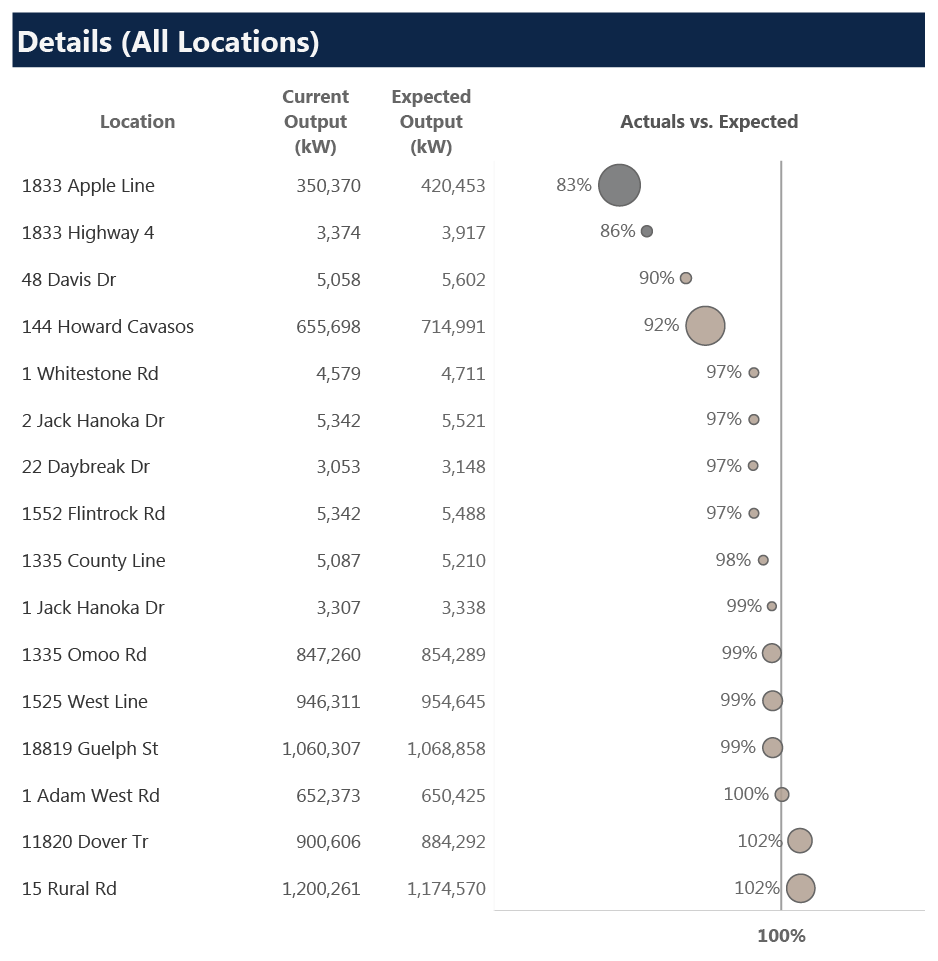 Details (All Locations)
Location Current Output (kW) Expected Output (kW) Actuals vs. Expected
1833 Apple Line 350,370 420,453 83%
1833 Highway 4 3,374 3,917 86%
48 Davis Dr 5,058 5,602 90%
144 Howard Cavasos 655,698 714,991 92%
1 Whitestone Rd 4,579 4,711 97%
2 Jack Hanoka Dr 5,342 5,521 97%
22 Daybreak Dr 3,053 3,148 97%
1552 Flintrock Rd 5,342 5,488 97%
1335 County Line 5,087 5,210 98%
1 Jack Hanoka Dr 3,307 3,338 99%
1335 Omoo Rd 847,260 854,289 99%
1525 West Line 946,311 954,645 99%
18819 Guelph St 1,060,307 1,068,858 99%
1 Adam West Rd 652,373 650,425 100%
11820 Dover Tr 900,606 884,292 102%
15 Rural Rd 1,200,261 1,174,570 102%
100%